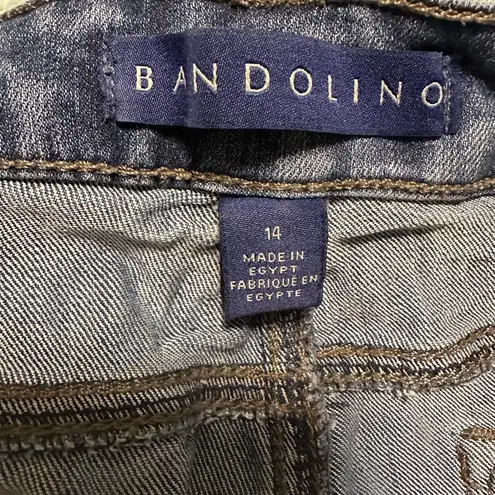 BANDOLINO
14
MADE IN
EGYPT
FABRIQUÉ EN
EGYPTE